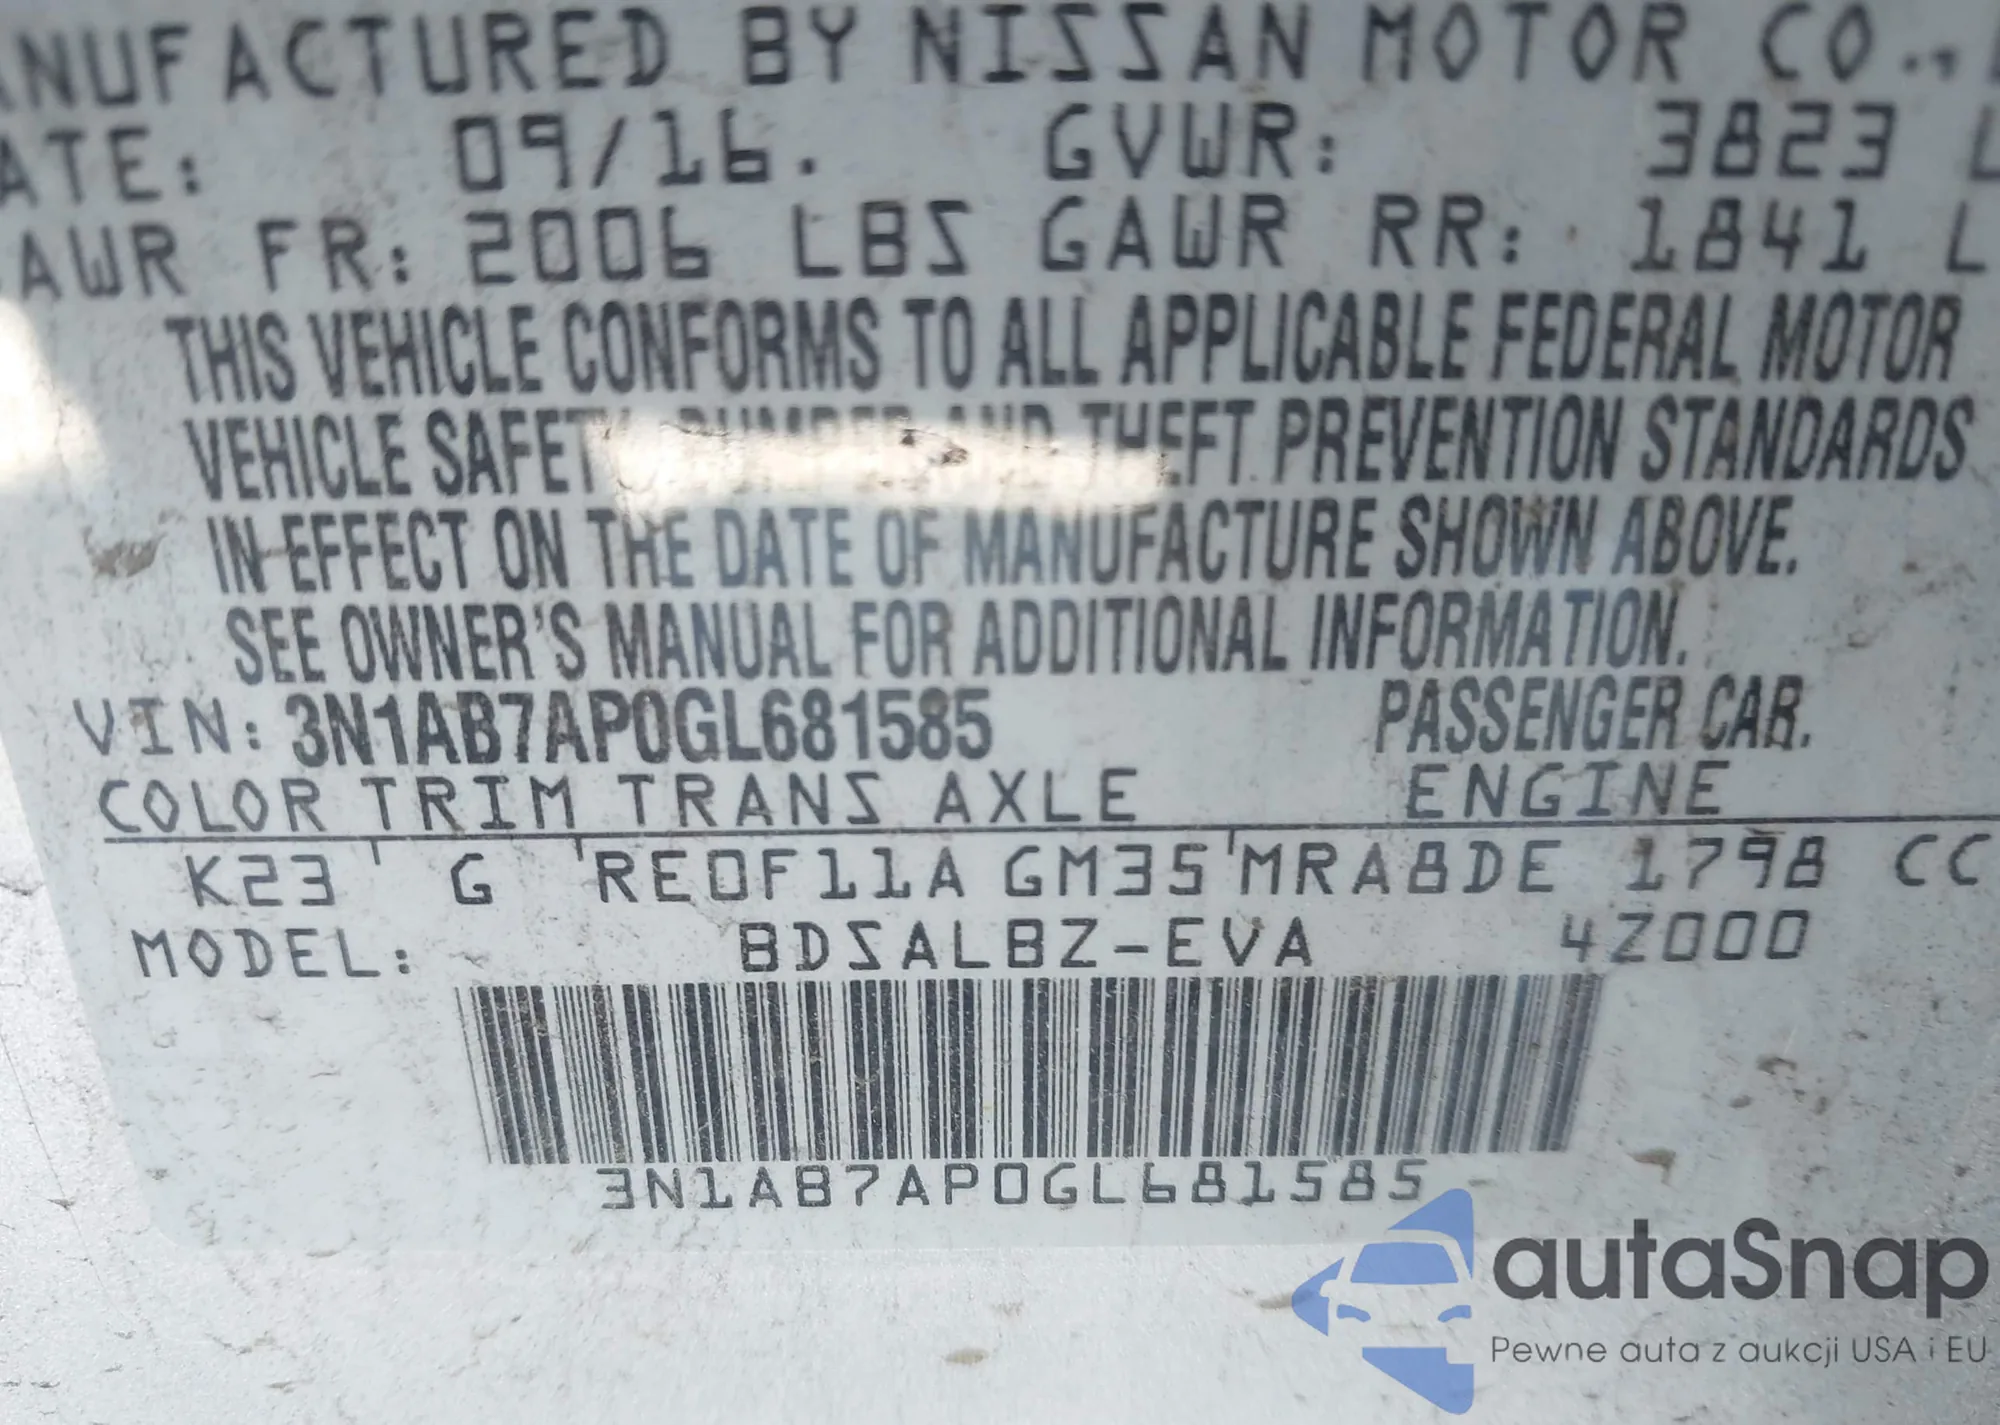 ANUFACTURED BY NISSAN MOTOR CO.,
ATE: 09/16. GVWR: 3823 L
AWR FR: 2006 LBS GAWR RR: 1841 L
THIS VEHICLE CONFORMS TO ALL APPLICABLE FEDERAL MOTOR
VEHICLE SAFETY, BUMPER AND THEFT PREVENTION STANDARDS
IN EFFECT ON THE DATE OF MANUFACTURE SHOWN ABOVE.
SEE OWNER'S MANUAL FOR ADDITIONAL INFORMATION.
VIN: 3N1AB7AP0GL681585 PASSENGER CAR.
COLOR TRIM TRANS AXLE ENGINE
K23 G RE0F11A GM35 MRA8DE 1798 CC
MODEL: BDSALBZ-EVA 4Z000
3N1AB7AP0GL681585
autaSnap
Pewne auta z aukcji USA i EU